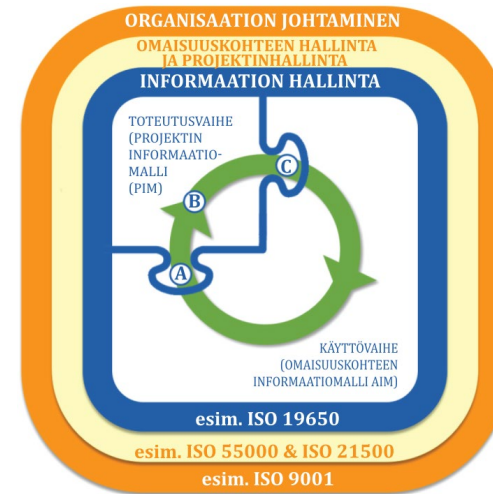 ORGANISAATION JOHTAMINEN
OMAISUUSKOHTEEN HALLINTA
JA PROJEKTINHALLINTA
INFORMAATION HALLINTA
TOTEUTUSVAIHE
(PROJEKTIN
INFORMAATIO-
MALLI
(PIM)
C
B
A
KÄYTTÖVAIHE
(OMAISUUSKOHTEEN
INFORMAATIOMALLI AIM)
esim. ISO 19650
esim. ISO 55000 & ISO 21500
esim. ISO 9001